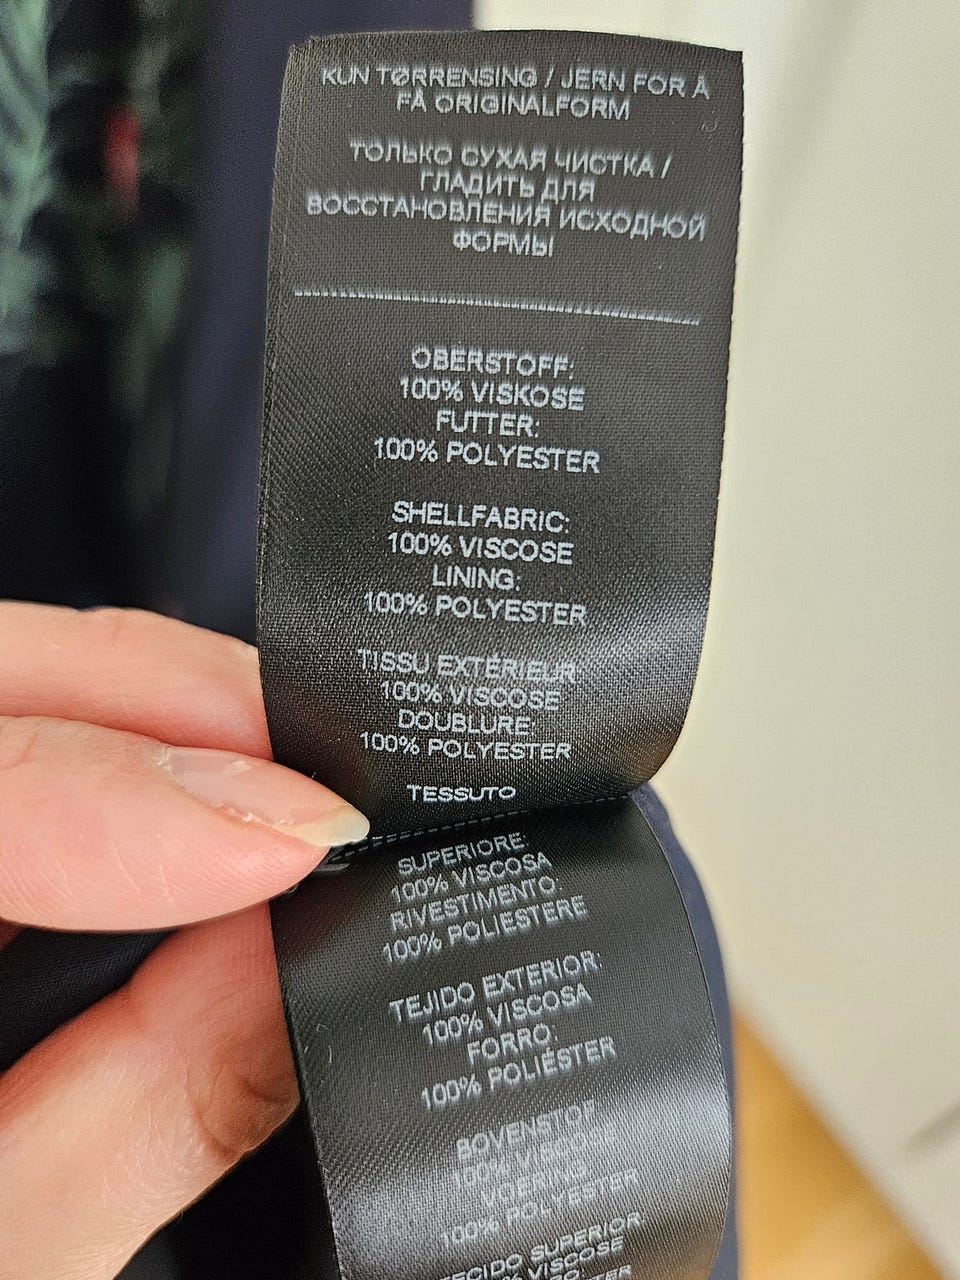 KUN TØRRENSING / JERN FOR Å
FÅ ORIGINALFORM
ТОЛЬКО СУХАЯ ЧИСТКА /
ГЛАДИТЬ ДЛЯ
ВОССТАНОВЛЕНИЯ ИСХОДНОЙ
ФОРМЫ
OBERSTOFF:
100% VISKOSE
FUTTER:
100% POLYESTER
SHELLFABRIC:
100% VISCOSE
LINING:
100% POLYESTER
TISSU EXTÉRIEUR
100% VISCOSE
DOUBLURE:
100% POLYESTER
TESSUTO
SUPERIORE:
100% VISCOSA
RIVESTIMENTO:
100% POLIESTERE
TEJIDO EXTERIOR:
100% VISCOSA
FORRO:
100% POLIÉSTER
BOVENSTOF
100% VISCOSE
VOERING
100% POLYESTER
SUPERIOR
VISCOSE